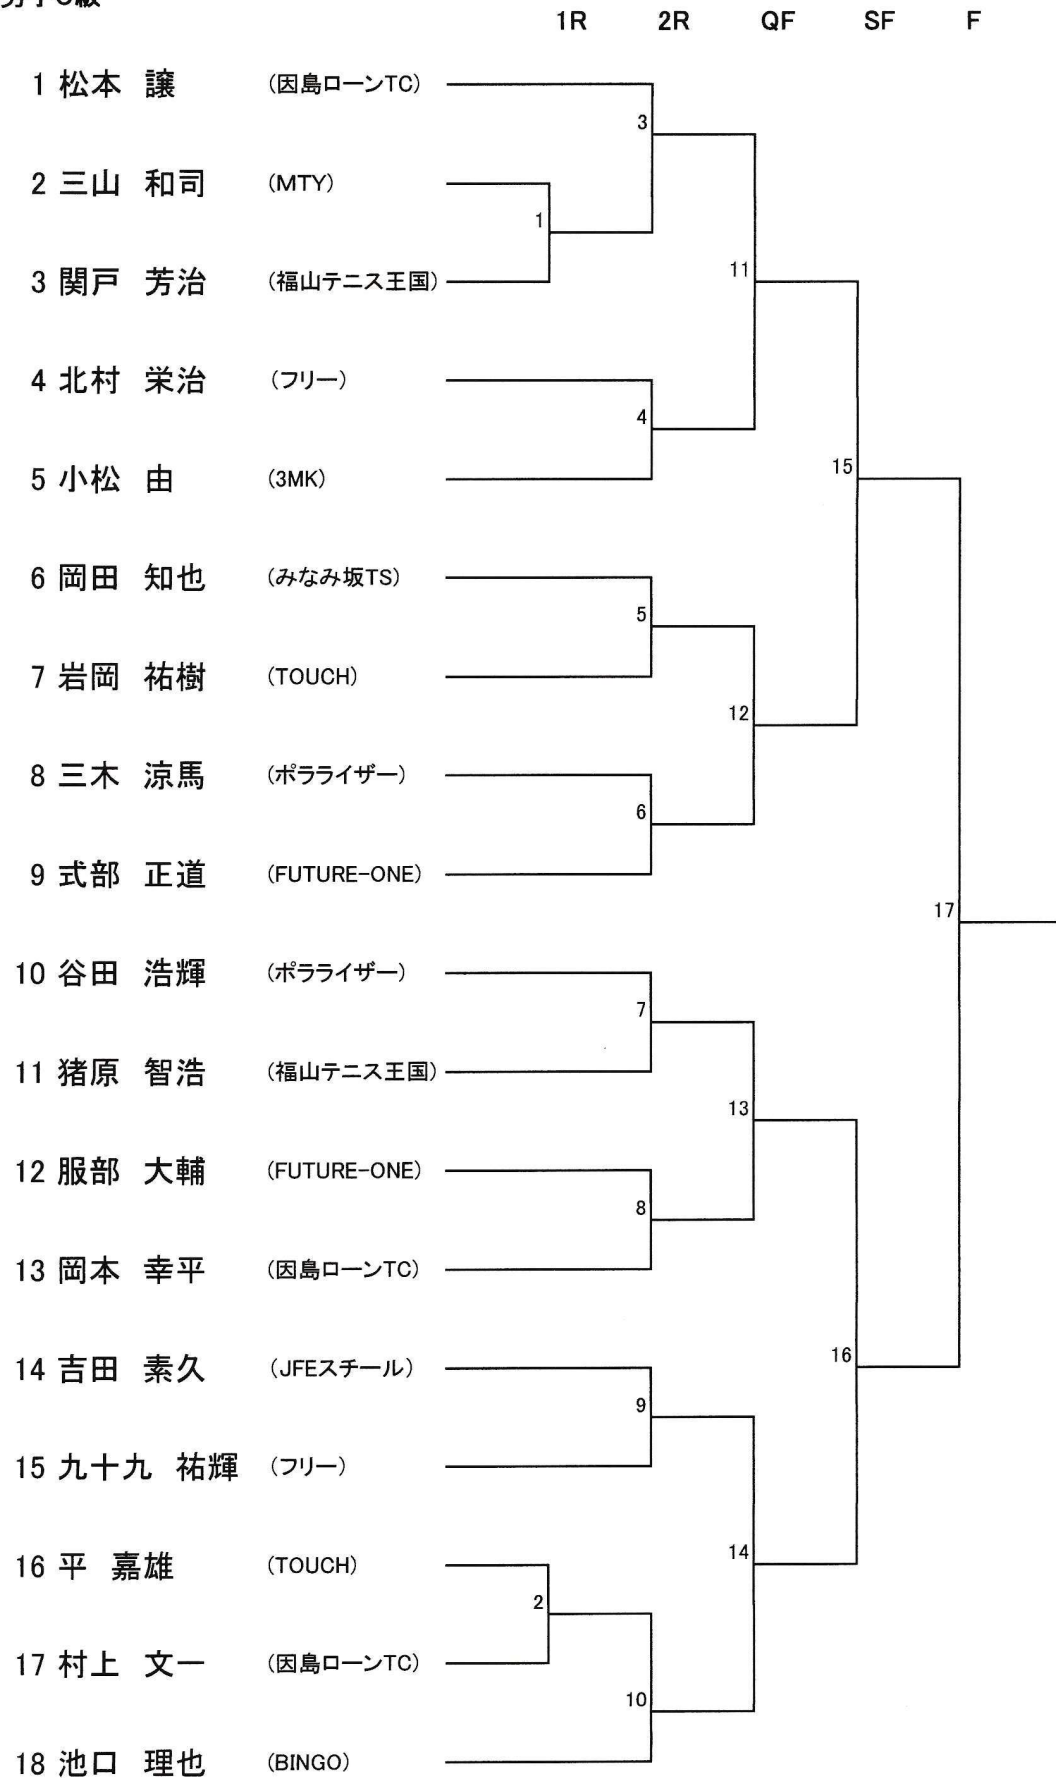 1R 2R QF SF F
1 松本 譲 (因島ローンTC)
3
2 三山 和司 (MTY)
1
3 関戸 芳治 (福山テニス王国)
11
4 北村 栄治 (フリー)
4
15
5 小松 由 (3MK)
6 岡田 知也 (みなみ坂TS)
5
7 岩岡 祐樹 (TOUCH)
12
8 三木 涼馬 (ポラライザー)
6
9 式部 正道 (FUTURE-ONE)
17
10 谷田 浩輝 (ポラライザー)
7
11 猪原 智浩 (福山テニス王国)
13
12 服部 大輔 (FUTURE-ONE)
8
13 岡本 幸平 (因島ローンTC)
16
14 吉田 素久 (JFEスチール)
9
15 九十九 祐輝 (フリー)
14
16 平 嘉雄 (TOUCH)
2
17 村上 文一 (因島ローンTC)
10
18 池口 理也 (BINGO)